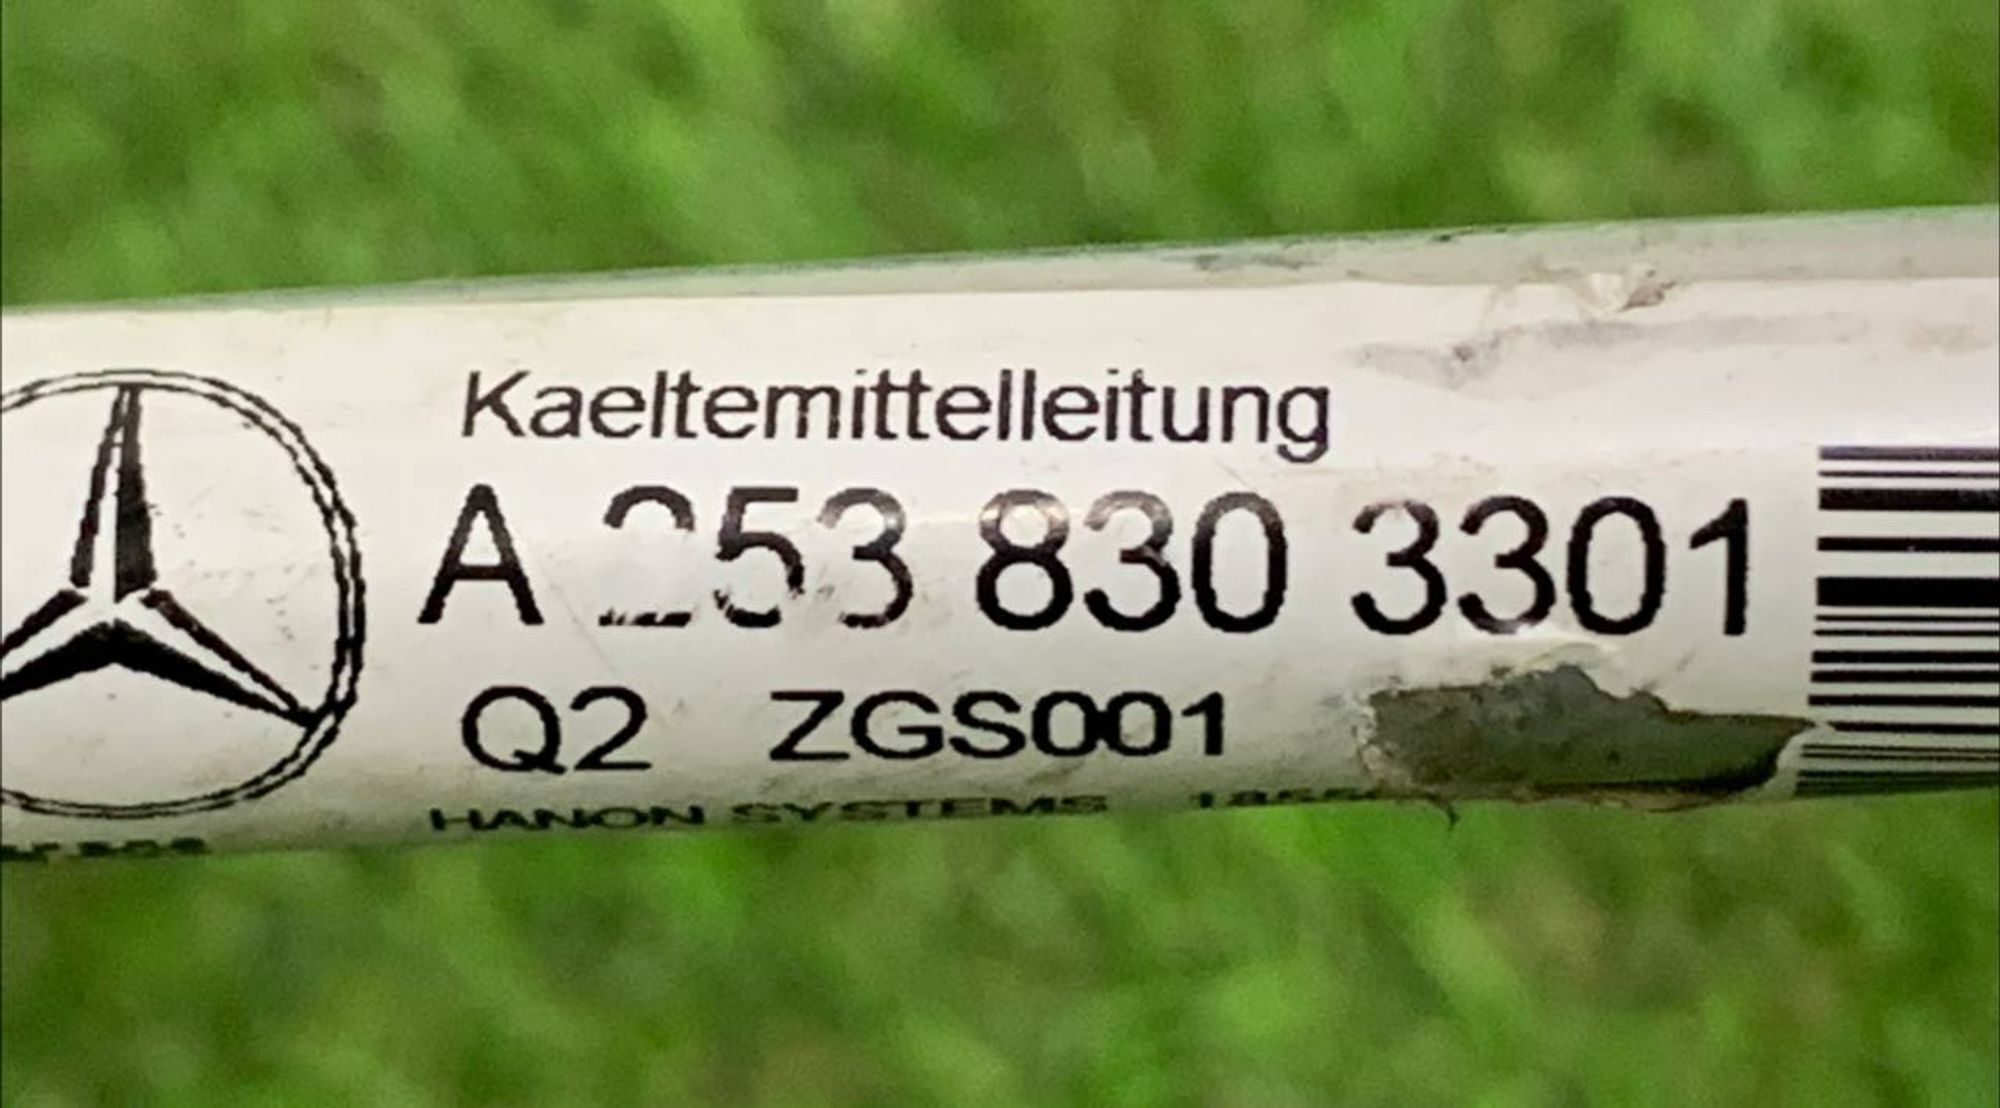 Kaeltemittelleitung
A 253 830 3301
Q2 ZGS001
HANON SYSTEMS